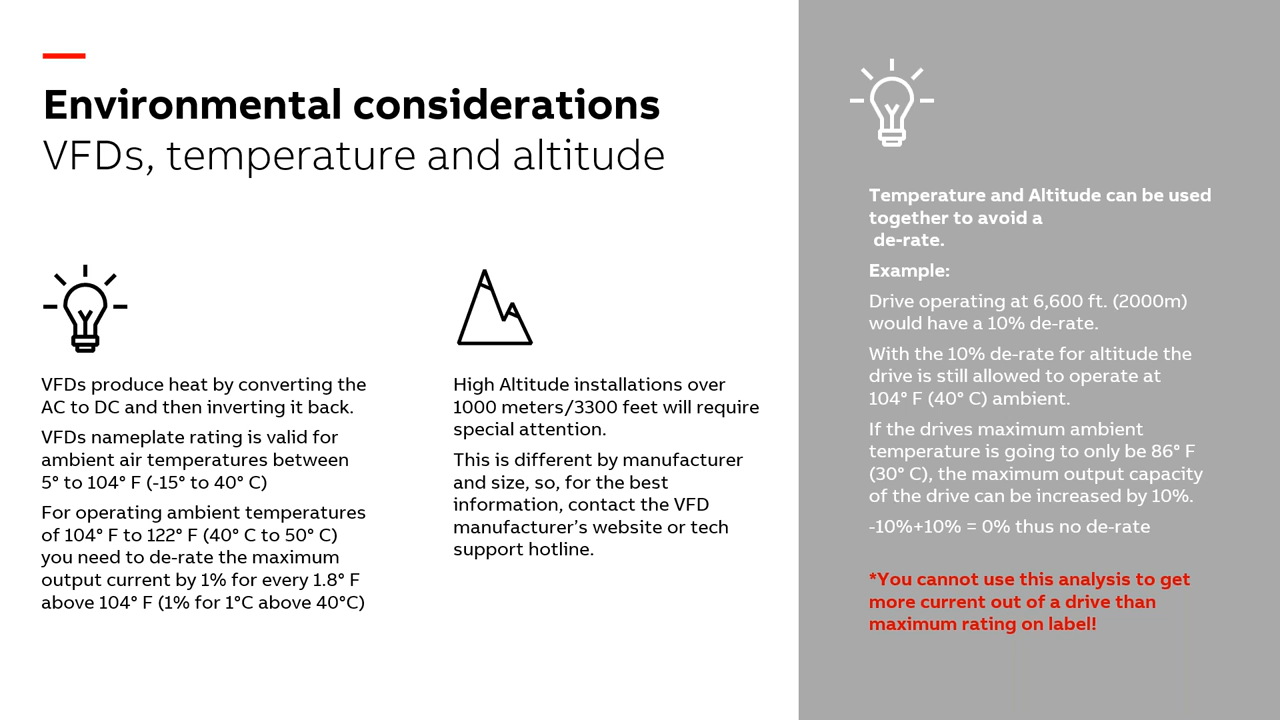 Environmental considerations
VFDs, temperature and altitude
VFDs produce heat by converting the
AC to DC and then inverting it back.
VFDs nameplate rating is valid for
ambient air temperatures between
5° to 104° F (-15° to 40° C)
For operating ambient temperatures
of 104° F to 122° F (40° C to 50° C)
you need to de-rate the maximum
output current by 1% for every 1.8° F
above 104° F (1% for 1°C above 40°C)
High Altitude installations over
1000 meters/3300 feet will require
special attention.
This is different by manufacturer
and size, so, for the best
information, contact the VFD
manufacturer's website or tech
support hotline.
Temperature and Altitude can be used
together to avoid a
de-rate.
Example:
Drive operating at 6,600 ft. (2000m)
would have a 10% de-rate.
With the 10% de-rate for altitude the
drive is still allowed to operate at
104° F (40° C) ambient.
If the drives maximum ambient
temperature is going to only be 86° F
(30° C), the maximum output capacity
of the drive can be increased by 10%.
-10%+10% = 0% thus no de-rate
*You cannot use this analysis to get
more current out of a drive than
maximum rating on label!